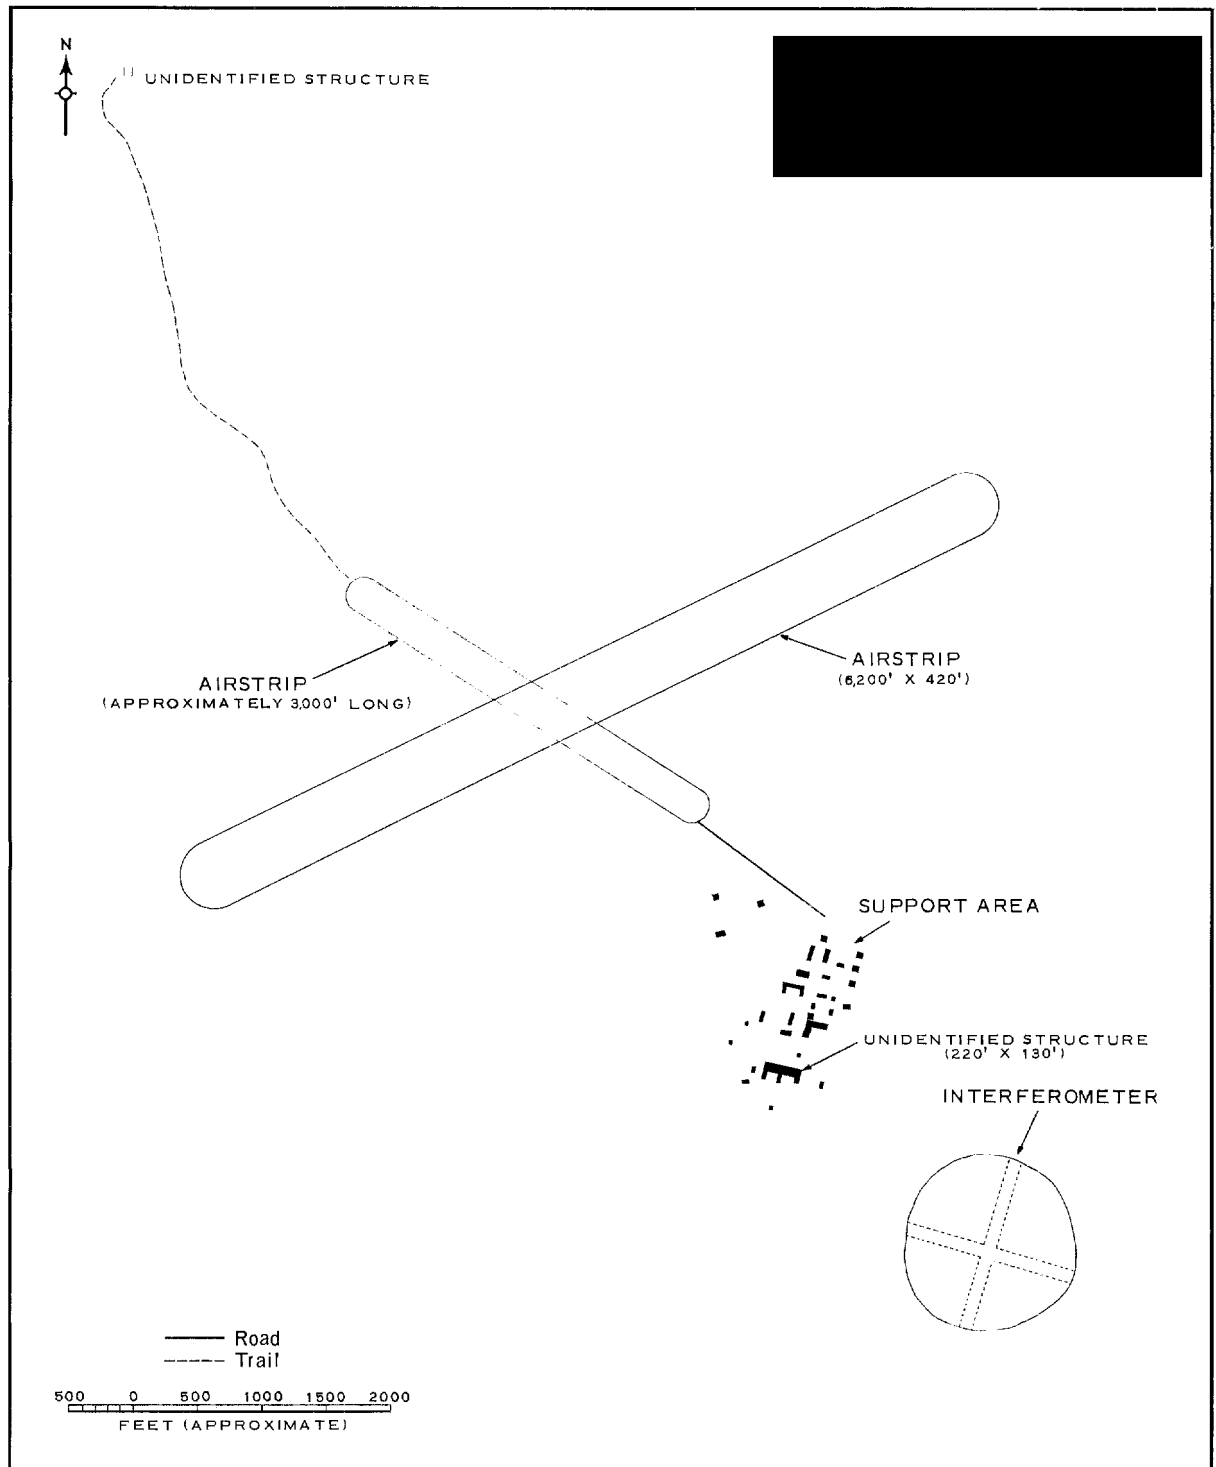 N
UNIDENTIFIED STRUCTURE
AIRSTRIP
(6,200' X 420')
AIRSTRIP
(APPROXIMATELY 3,000' LONG)
SUPPORT AREA
UNIDENTIFIED STRUCTURE
(220' X 130')
INTERFEROMETER
Road
Trail
500 0 500 1000 1500 2000
FEET (APPROXIMATE)